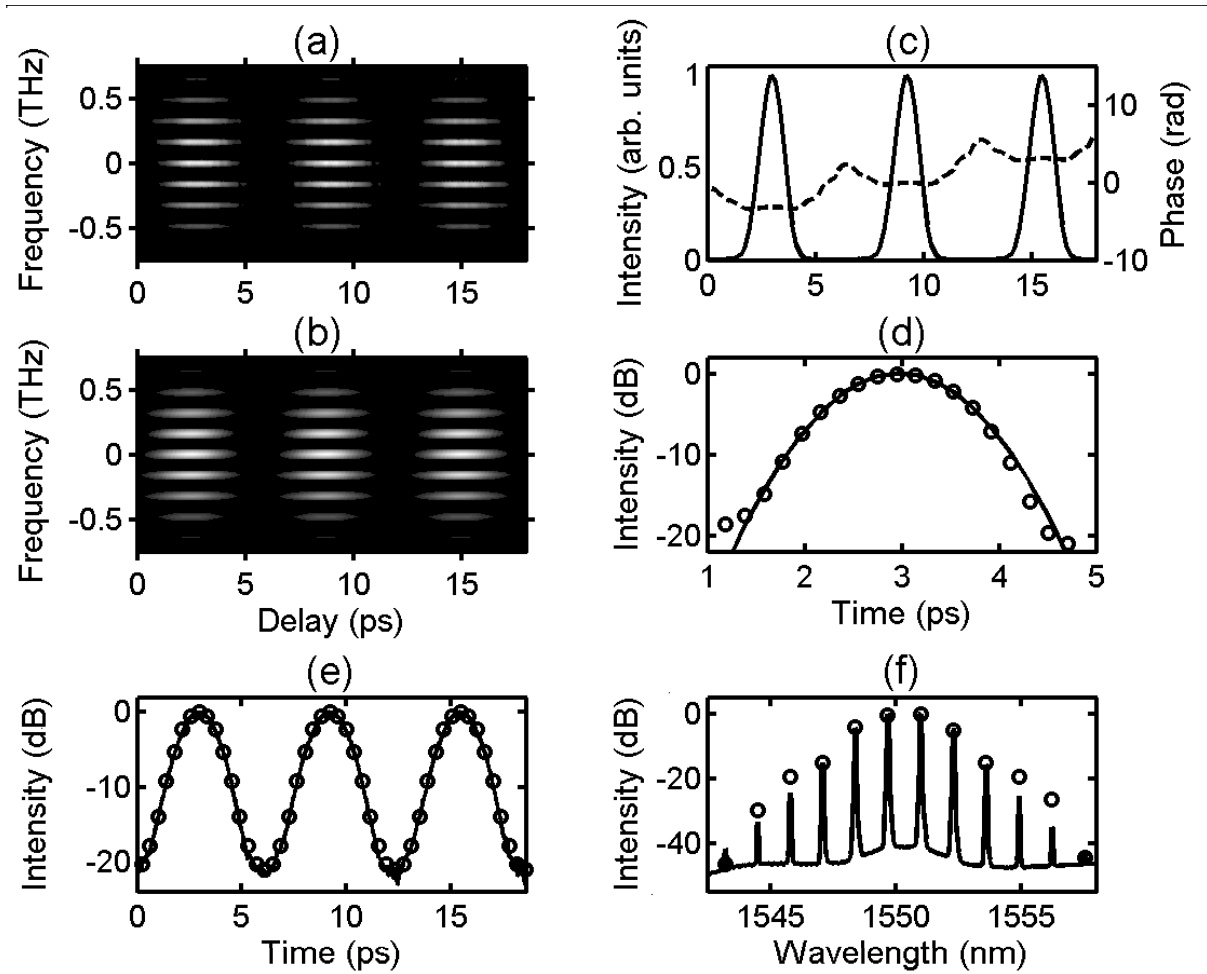 (a)
Frequency (THz)
0.5
0
-0.5
0 5 10 15
(b)
Frequency (THz)
0.5
0
-0.5
0 5 10 15
Delay (ps)
(c)
Intensity (arb. units)
1
0.5
0
0 5 10 15
10
0
-10
Phase (rad)
(d)
Intensity (dB)
0
-10
-20
1 2 3 4 5
Time (ps)
(e)
Intensity (dB)
0
-10
-20
0 5 10 15
Time (ps)
(f)
Intensity (dB)
0
-20
-40
1545 1550 1555
Wavelength (nm)